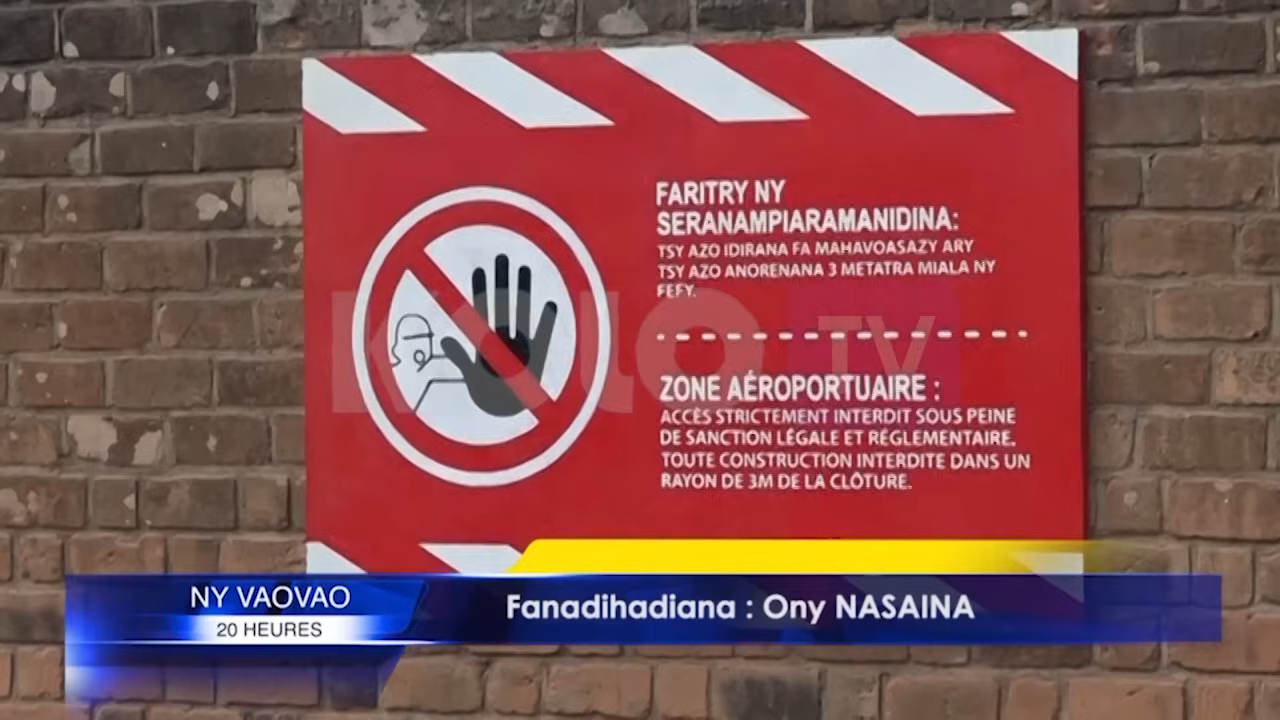 FARITRY NY
SERANAMPIARAMANIDINA:
TSY AZO IDIRANA FA MAHAVOASAZY ARY
TSY AZO ANORENANA 3 METATRA MIALA NY
FEFY.
KOLO TV
ZONE AÉROPORTUAIRE :
ACCÈS STRICTEMENT INTERDIT SOUS PEINE
DE SANCTION LÉGALE ET RÉGLEMENTAIRE.
TOUTE CONSTRUCTION INTERDITE DANS UN
RAYON DE 3M DE LA CLÔTURE.
NY VAOVAO
20 HEURES
Fanadihadiana : Ony NASAINA